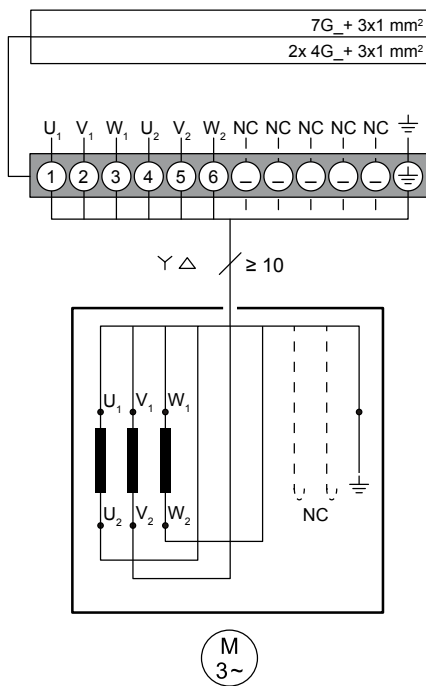 7G_+ 3x1 mm²
2x 4G_+ 3x1 mm²
U₁ V₁ W₁ U₂ V₂ W₂ NC NC NC NC NC
1 2 3 4 5 6 _ _ _ _ _
≥ 10
U₁ V₁ W₁
U₂ V₂ W₂
NC
M
3~